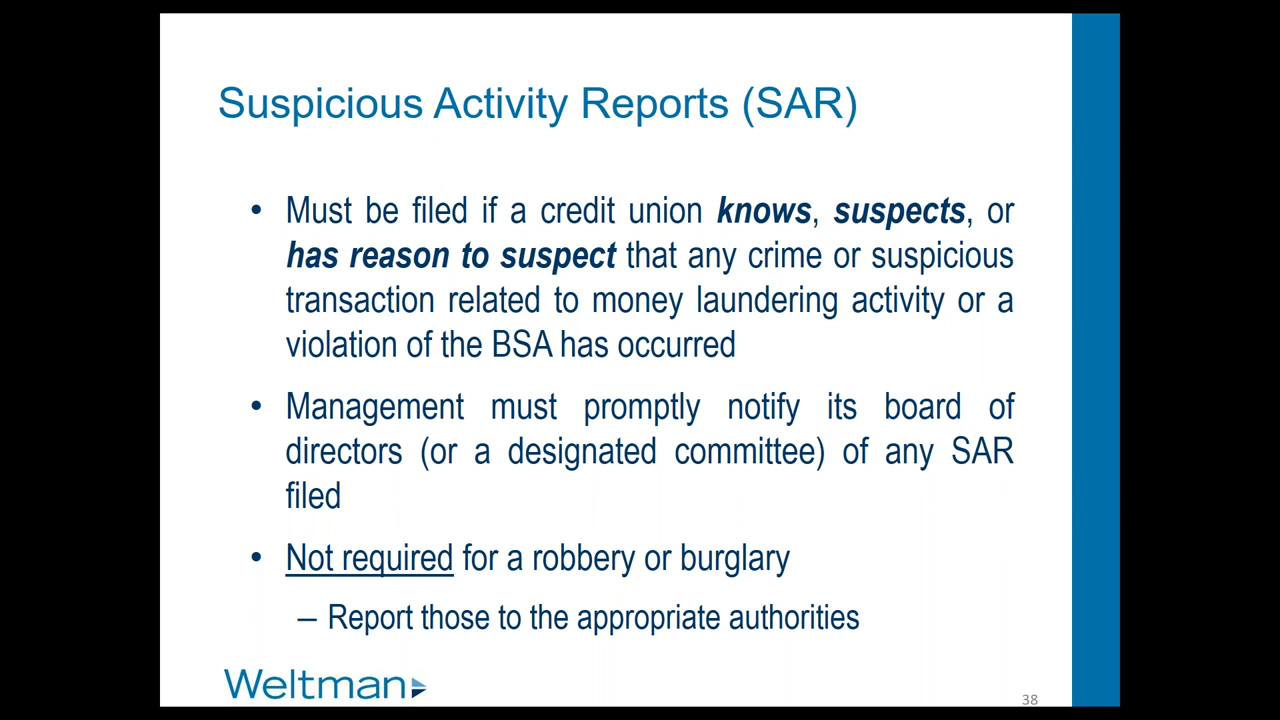 Suspicious Activity Reports (SAR)
• Must be filed if a credit union knows, suspects, or
has reason to suspect that any crime or suspicious
transaction related to money laundering activity or a
violation of the BSA has occurred
• Management must promptly notify its board of
directors (or a designated committee) of any SAR
filed
• Not required for a robbery or burglary
– Report those to the appropriate authorities
Weltman
38